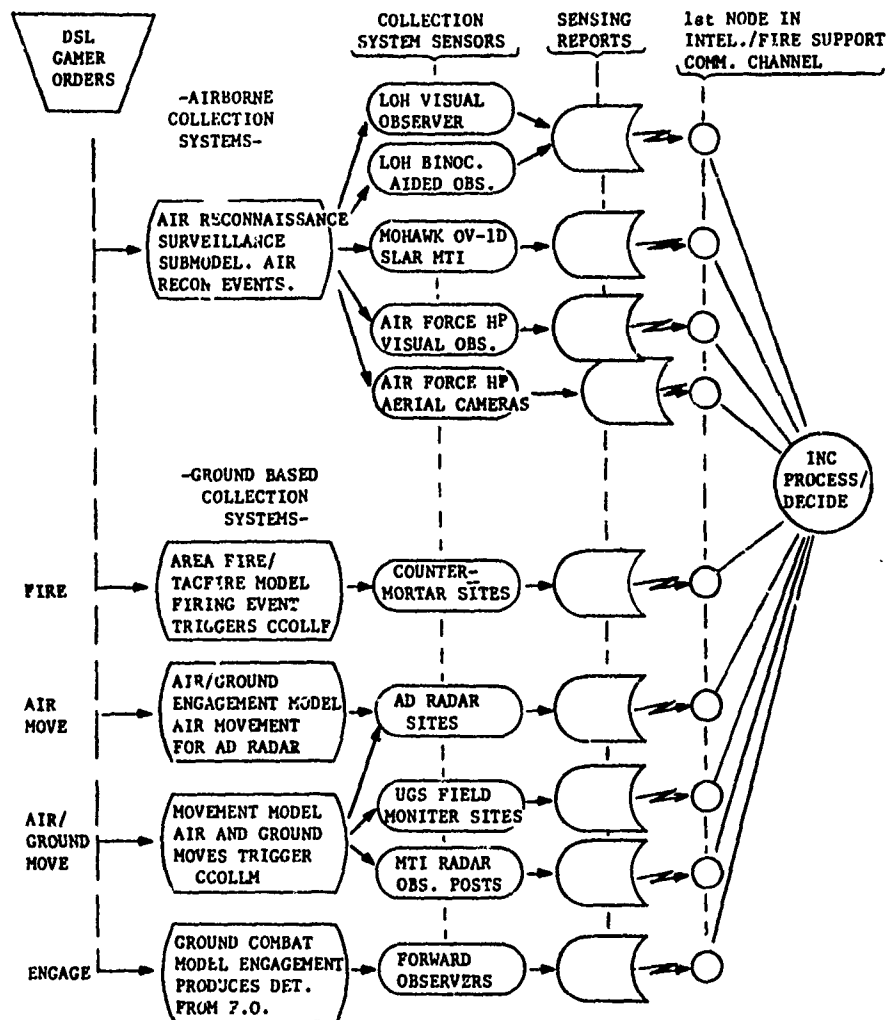 DSL
GAMER
ORDERS
COLLECTION
SYSTEM SENSORS
SENSING
REPORTS
1st NODE IN
INTEL./FIRE SUPPORT
COMM. CHANNEL
-AIRBORNE
COLLECTION
SYSTEMS-
LOH VISUAL
OBSERVER
LOH BINOC.
AIDED OBS.
AIR RECONNAISSANCE
SURVEILLANCE
SUBMODEL. AIR
RECON EVENTS.
MOHAWK OV-1D
SLAR MTI
AIR FORCE HP
VISUAL OBS.
AIR FORCE HP
AERIAL CAMERAS
INC
PROCESS/
DECIDE
-GROUND BASED
COLLECTION
SYSTEMS-
FIRE
AREA FIRE/
TACFIRE MODEL
FIRING EVENT
TRIGGERS CCOLLF
COUNTER-
MORTAR SITES
AIR
MOVE
AIR/GROUND
ENGAGEMENT MODEL
AIR MOVEMENT
FOR AD RADAR
AD RADAR
SITES
AIR/
GROUND
MOVE
MOVEMENT MODEL
AIR AND GROUND
MOVES TRIGGER
CCOLLM
UGS FIELD
MONITER SITES
MTI RADAR
OBS. POSTS
ENGAGE
GROUND COMBAT
MODEL ENGAGEMENT
PRODUCES DET.
FROM F.O.
FORWARD
OBSERVERS